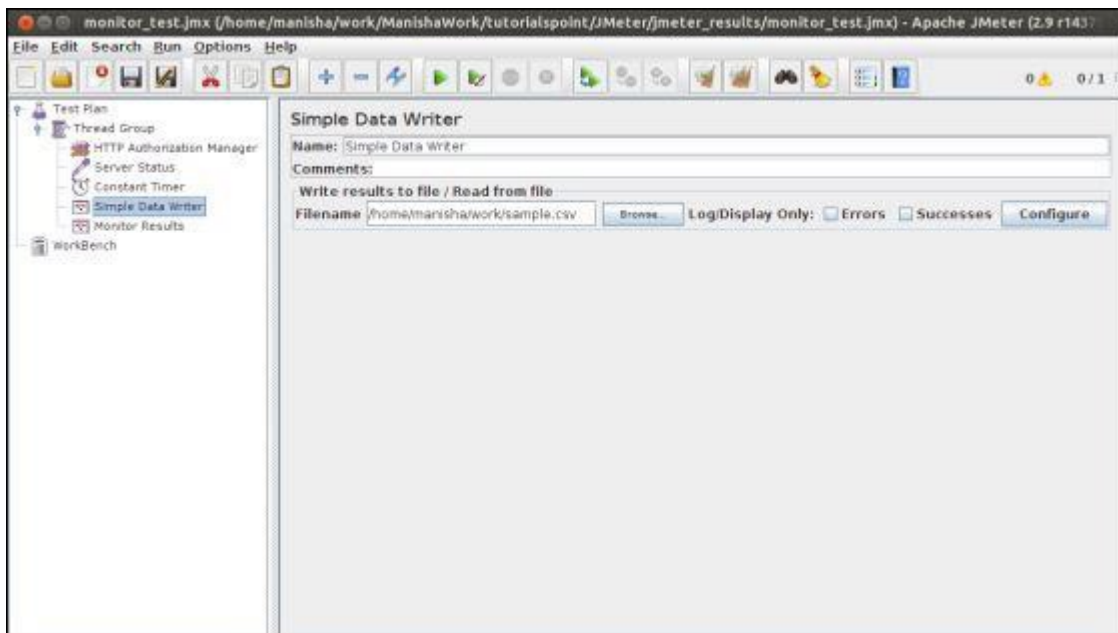 monitor_test.jmx (/home/manisha/work/ManishaWork/tutorialspoint/JMeter/jmeter_results/monitor_test.jmx) - Apache JMeter (2.9 r1437
File Edit Search Run Options Help
0 0/1
Test Plan
Thread Group
HTTP Authorization Manager
Server Status
Constant Timer
Simple Data Writer
Monitor Results
WorkBench
Simple Data Writer
Name: Simple Data Writer
Comments:
Write results to file / Read from file
Filename /home/manisha/work/sample.csv Browse... Log/Display Only: Errors Successes Configure